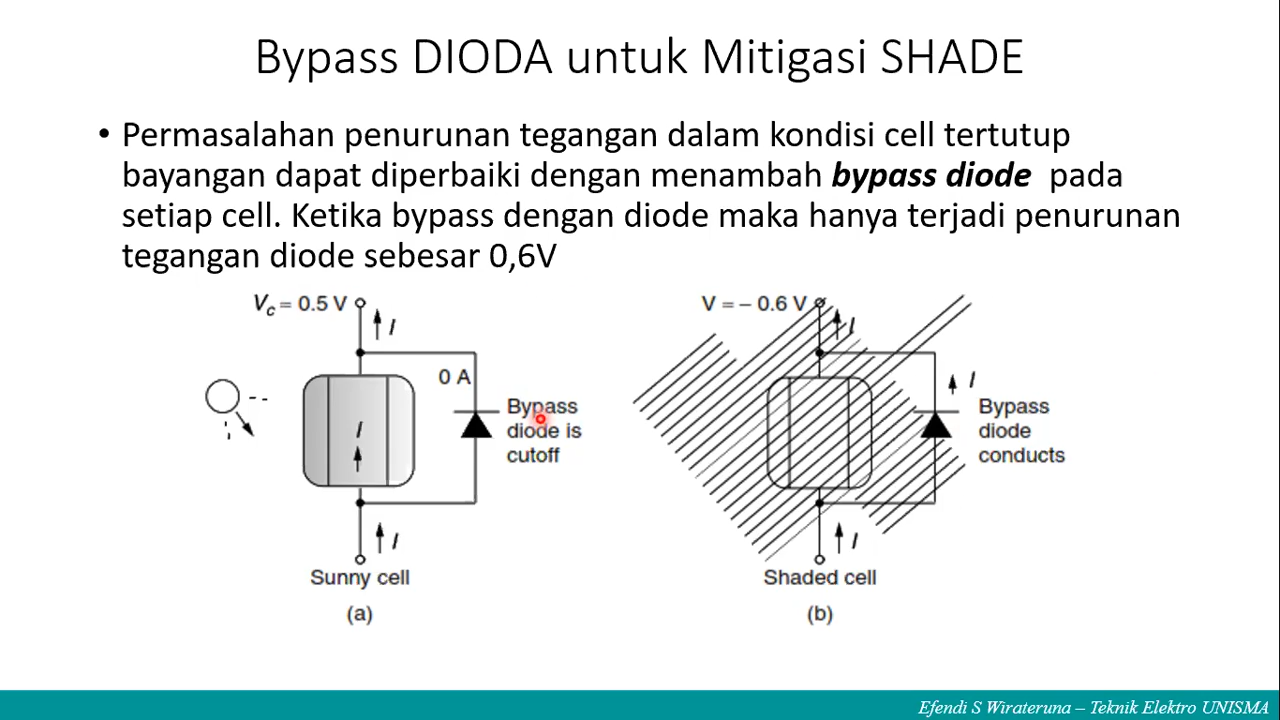 Bypass DIODA untuk Mitigasi SHADE
• Permasalahan penurunan tegangan dalam kondisi cell tertutup
bayangan dapat diperbaiki dengan menambah bypass diode pada
setiap cell. Ketika bypass dengan diode maka hanya terjadi penurunan
tegangan diode sebesar 0,6V
Vc = 0.5 V
I
0 A
I
Bypass
diode is
cutoff
I
Sunny cell
(a)
V = – 0.6 V
I
I
Bypass
diode
conducts
I
Shaded cell
(b)
Efendi S Wirateruna – Teknik Elektro UNISMA